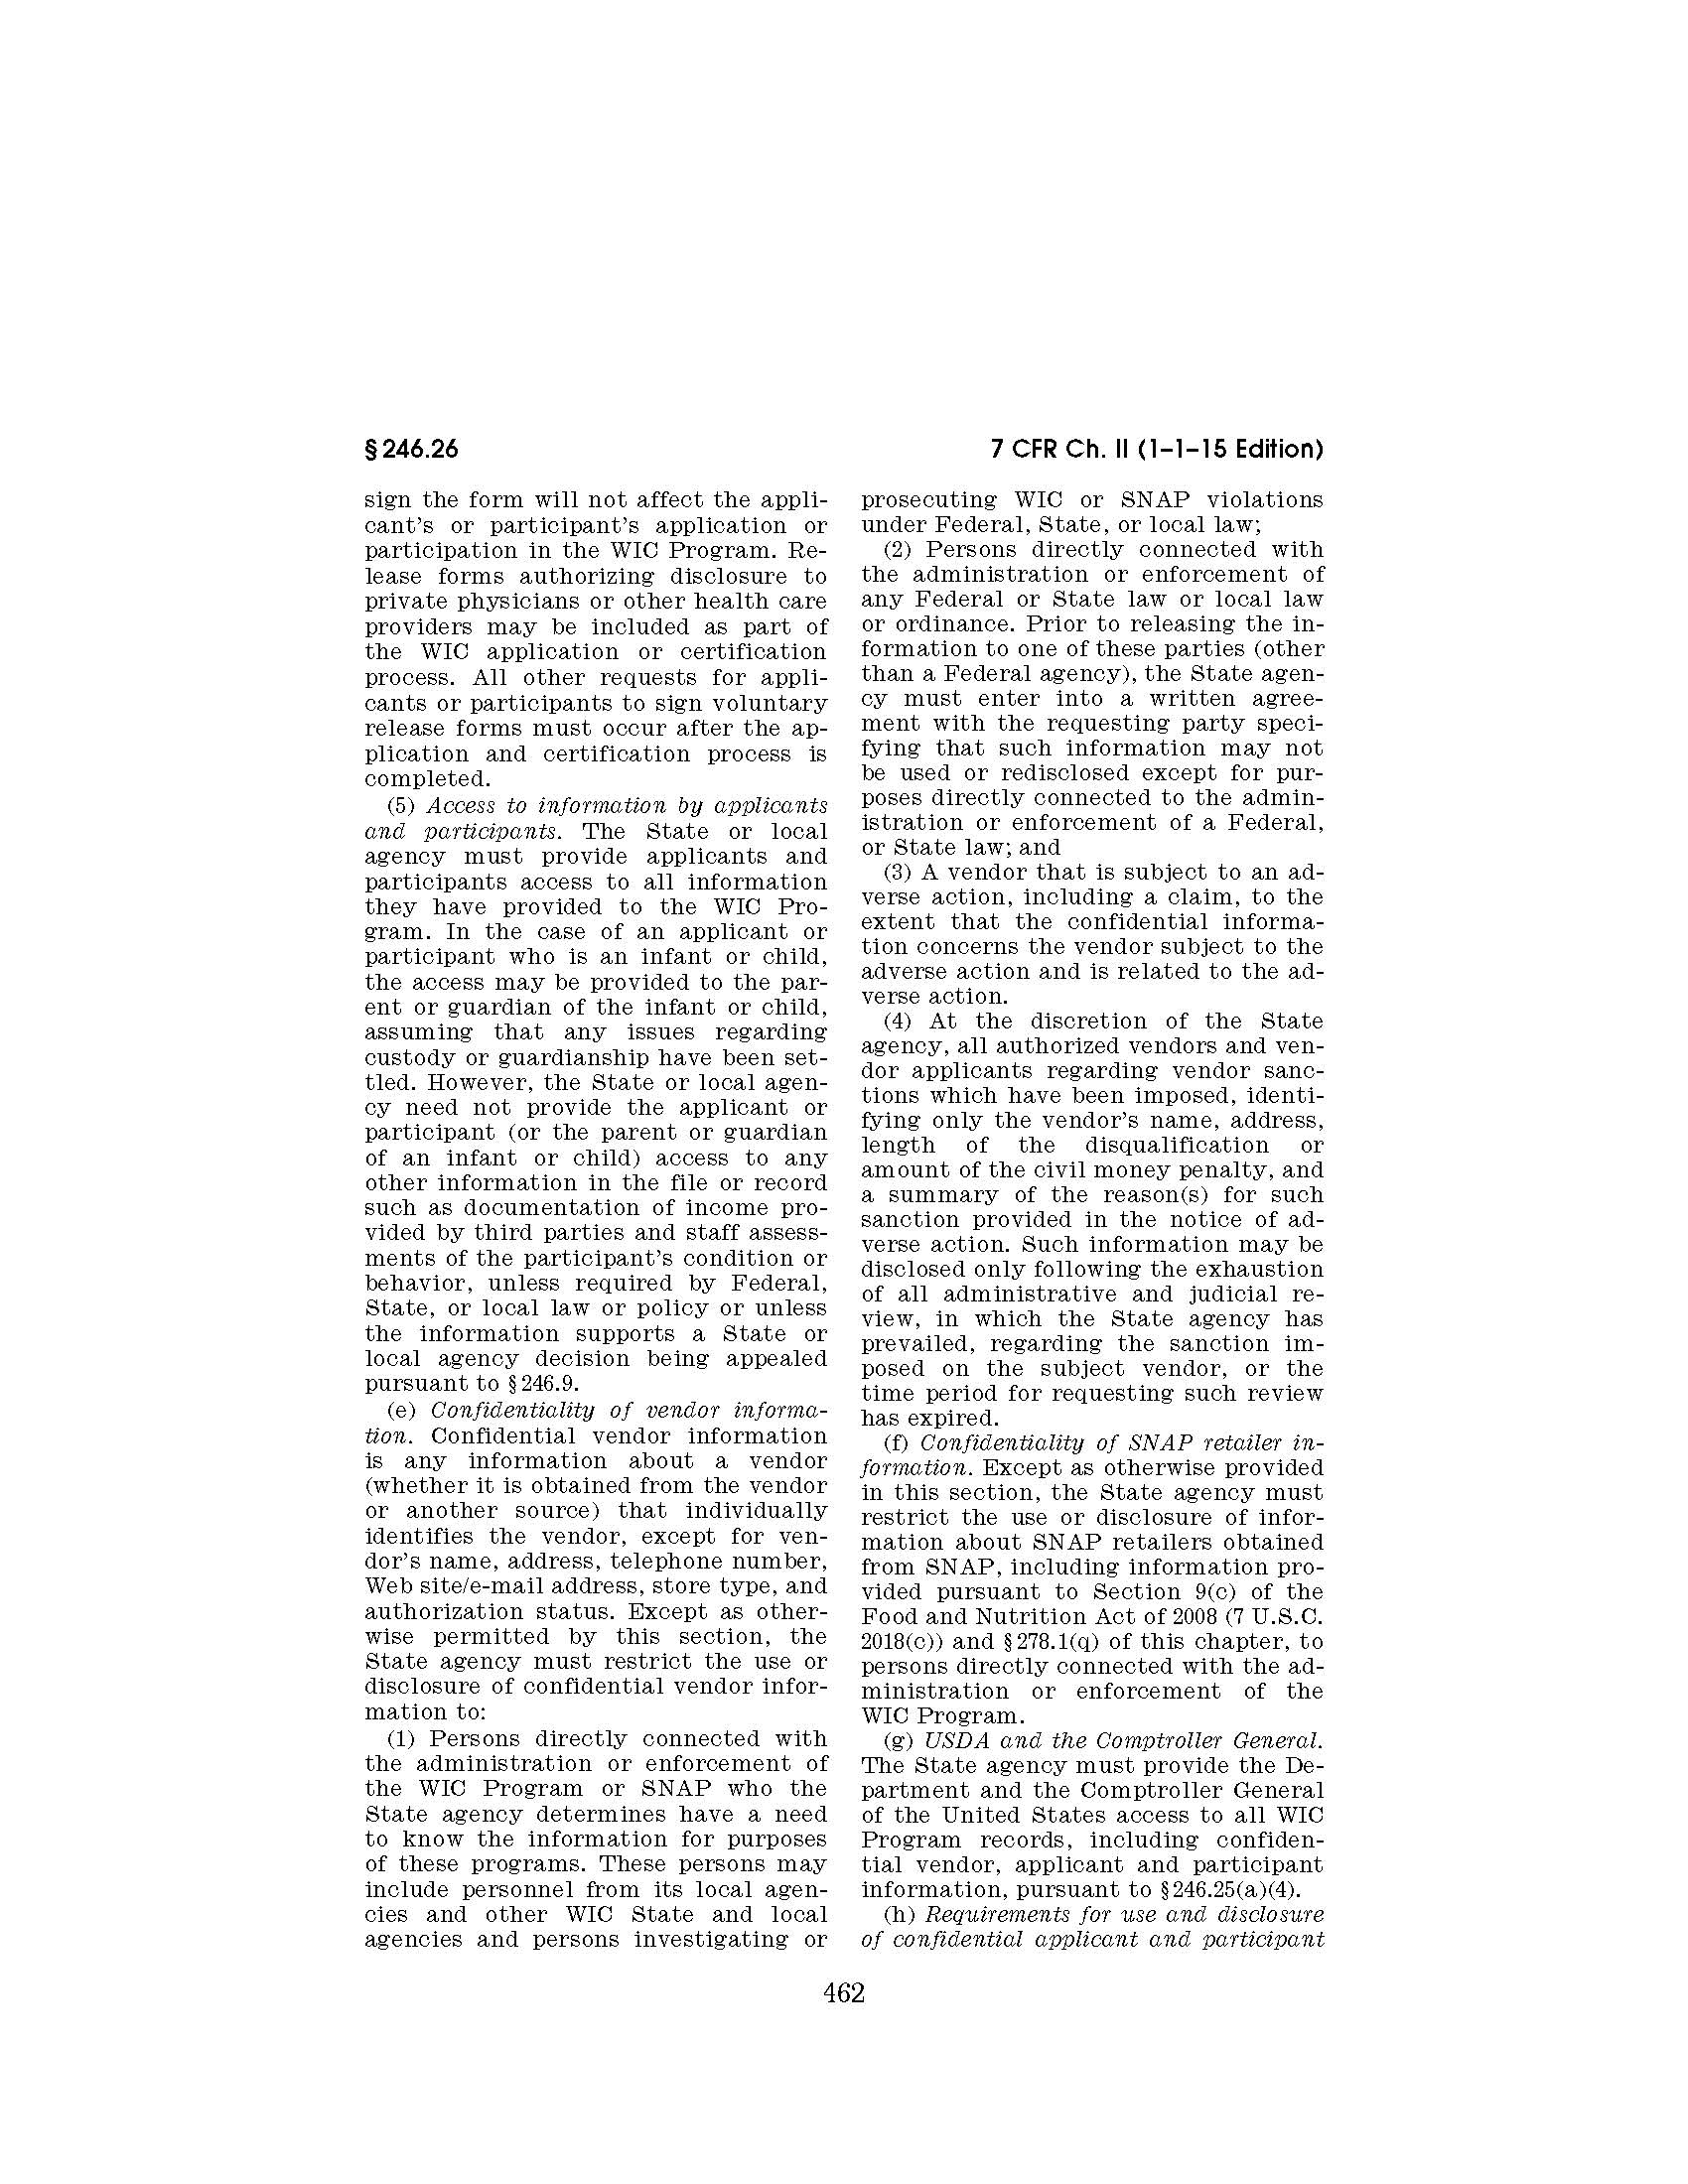 § 246.26
7 CFR Ch. II (1–1–15 Edition)
sign the form will not affect the appli-
cant's or participant's application or
participation in the WIC Program. Re-
lease forms authorizing disclosure to
private physicians or other health care
providers may be included as part of
the WIC application or certification
process. All other requests for appli-
cants or participants to sign voluntary
release forms must occur after the ap-
plication and certification process is
completed.
(5) Access to information by applicants
and participants. The State or local
agency must provide applicants and
participants access to all information
they have provided to the WIC Pro-
gram. In the case of an applicant or
participant who is an infant or child,
the access may be provided to the par-
ent or guardian of the infant or child,
assuming that any issues regarding
custody or guardianship have been set-
tled. However, the State or local agen-
cy need not provide the applicant or
participant (or the parent or guardian
of an infant or child) access to any
other information in the file or record
such as documentation of income pro-
vided by third parties and staff assess-
ments of the participant's condition or
behavior, unless required by Federal,
State, or local law or policy or unless
the information supports a State or
local agency decision being appealed
pursuant to § 246.9.
(e) Confidentiality of vendor informa-
tion. Confidential vendor information
is any information about a vendor
(whether it is obtained from the vendor
or another source) that individually
identifies the vendor, except for ven-
dor's name, address, telephone number,
Web site/e-mail address, store type, and
authorization status. Except as other-
wise permitted by this section, the
State agency must restrict the use or
disclosure of confidential vendor infor-
mation to:
(1) Persons directly connected with
the administration or enforcement of
the WIC Program or SNAP who the
State agency determines have a need
to know the information for purposes
of these programs. These persons may
include personnel from its local agen-
cies and other WIC State and local
agencies and persons investigating or
prosecuting WIC or SNAP violations
under Federal, State, or local law;
(2) Persons directly connected with
the administration or enforcement of
any Federal or State law or local law
or ordinance. Prior to releasing the in-
formation to one of these parties (other
than a Federal agency), the State agen-
cy must enter into a written agree-
ment with the requesting party speci-
fying that such information may not
be used or redisclosed except for pur-
poses directly connected to the admin-
istration or enforcement of a Federal,
or State law; and
(3) A vendor that is subject to an ad-
verse action, including a claim, to the
extent that the confidential informa-
tion concerns the vendor subject to the
adverse action and is related to the ad-
verse action.
(4) At the discretion of the State
agency, all authorized vendors and ven-
dor applicants regarding vendor sanc-
tions which have been imposed, identi-
fying only the vendor's name, address,
length of the disqualification or
amount of the civil money penalty, and
a summary of the reason(s) for such
sanction provided in the notice of ad-
verse action. Such information may be
disclosed only following the exhaustion
of all administrative and judicial re-
view, in which the State agency has
prevailed, regarding the sanction im-
posed on the subject vendor, or the
time period for requesting such review
has expired.
(f) Confidentiality of SNAP retailer in-
formation. Except as otherwise provided
in this section, the State agency must
restrict the use or disclosure of infor-
mation about SNAP retailers obtained
from SNAP, including information pro-
vided pursuant to Section 9(c) of the
Food and Nutrition Act of 2008 (7 U.S.C.
2018(c)) and § 278.1(q) of this chapter, to
persons directly connected with the ad-
ministration or enforcement of the
WIC Program.
(g) USDA and the Comptroller General.
The State agency must provide the De-
partment and the Comptroller General
of the United States access to all WIC
Program records, including confiden-
tial vendor, applicant and participant
information, pursuant to § 246.25(a)(4).
(h) Requirements for use and disclosure
of confidential applicant and participant
462